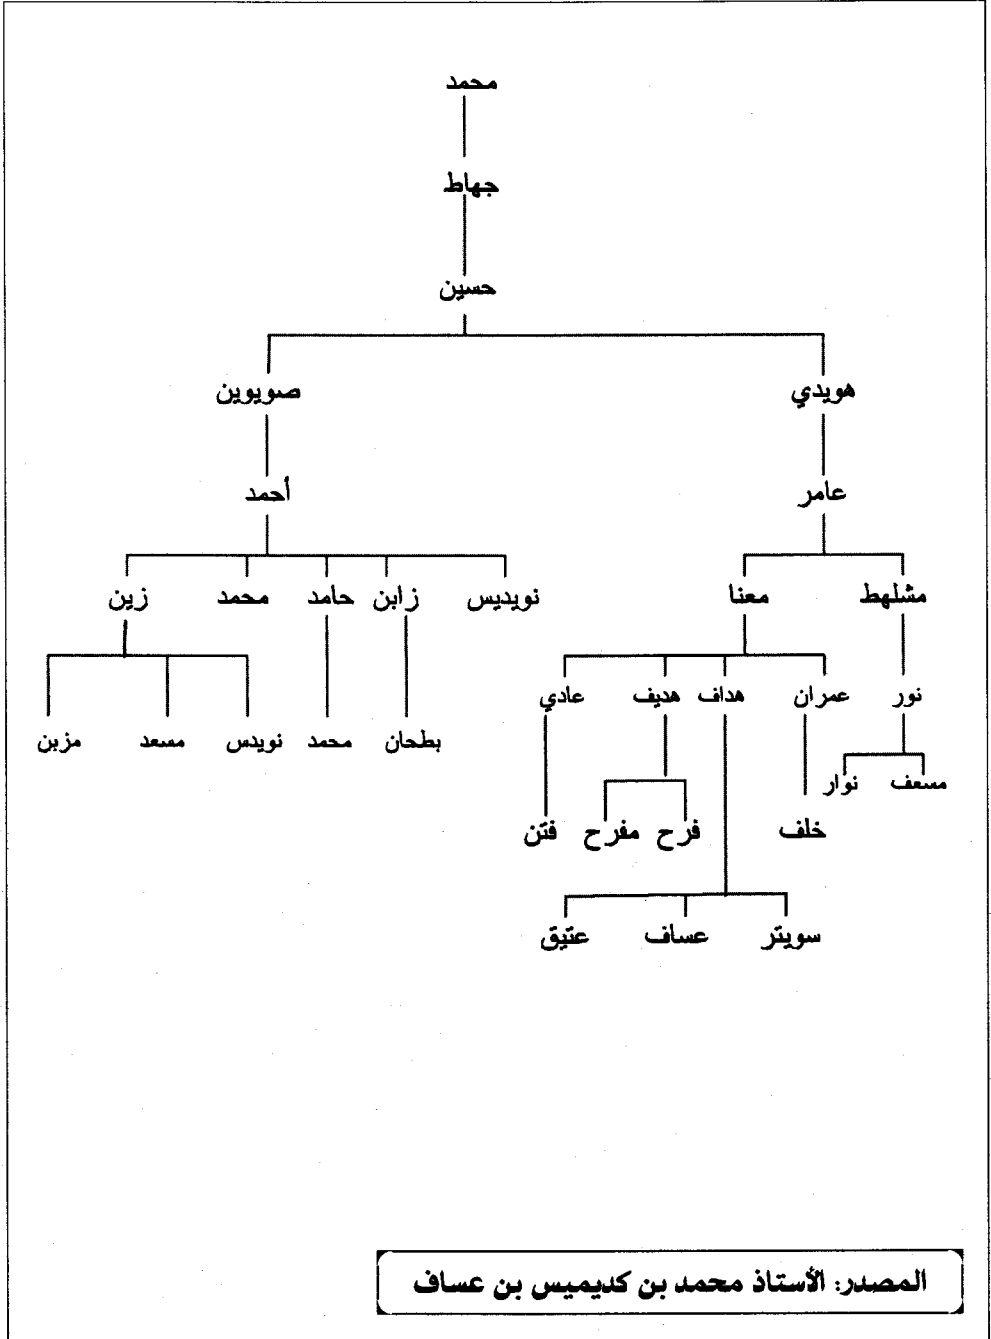 محمد
جهاط
حسين
هويدي صويوين
عامر أحمد
مشلهط معنا نويديس زابن حامد محمد زين
نور عمران هداف هديف عادي
بطحان محمد نويدس مسعد مزبن
مسعف نوار
خلف فرح مفرح فتن
سويتر عساف عتيق
المصدر: الأستاذ محمد بن كديميس بن عساف